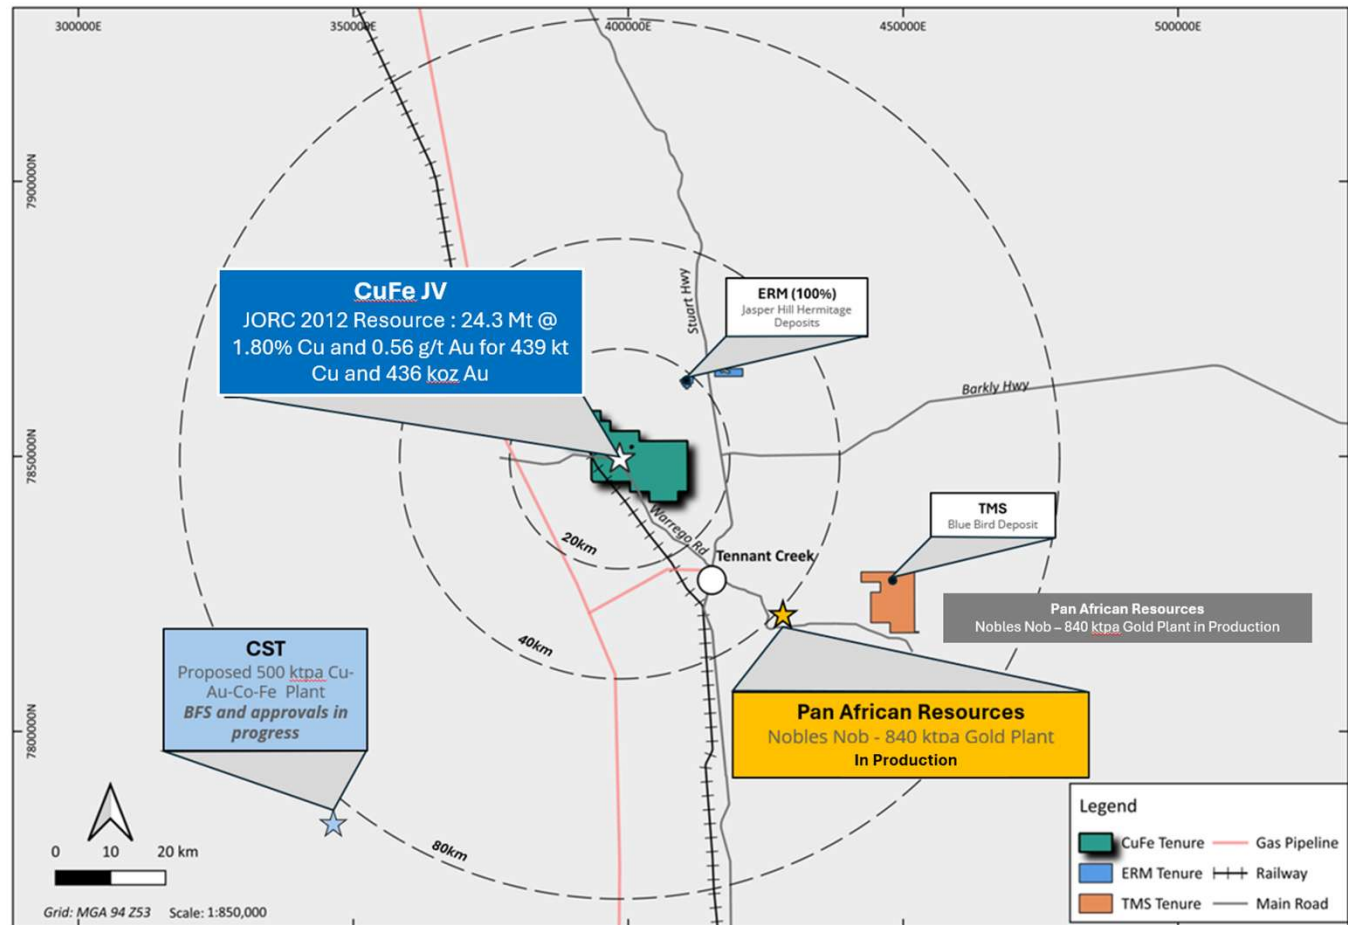 300000E
350000E
400000E
450000E
500000E
7900000N
7850000N
7800000N
CuFe JV
JORC 2012 Resource : 24.3 Mt @
1.80% Cu and 0.56 g/t Au for 439 kt
Cu and 436 koz Au
Stuart Hwy
ERM (100%)
Jasper Hill Hermitage
Deposits
Barkly Hwy
TMS
Blue Bird Deposit
Warrego Rd
20km
Tennant Creek
Pan African Resources
Nobles Nob – 840 ktpa Gold Plant in Production
40km
CST
Proposed 500 ktpa Cu-
Au-Co-Fe Plant
BFS and approvals in
progress
Pan African Resources
Nobles Nob - 840 ktpa Gold Plant
In Production
80km
0 10 20 km
Grid: MGA 94 Z53 Scale: 1:850,000
Legend
CuFe Tenure Gas Pipeline
ERM Tenure Railway
TMS Tenure Main Road